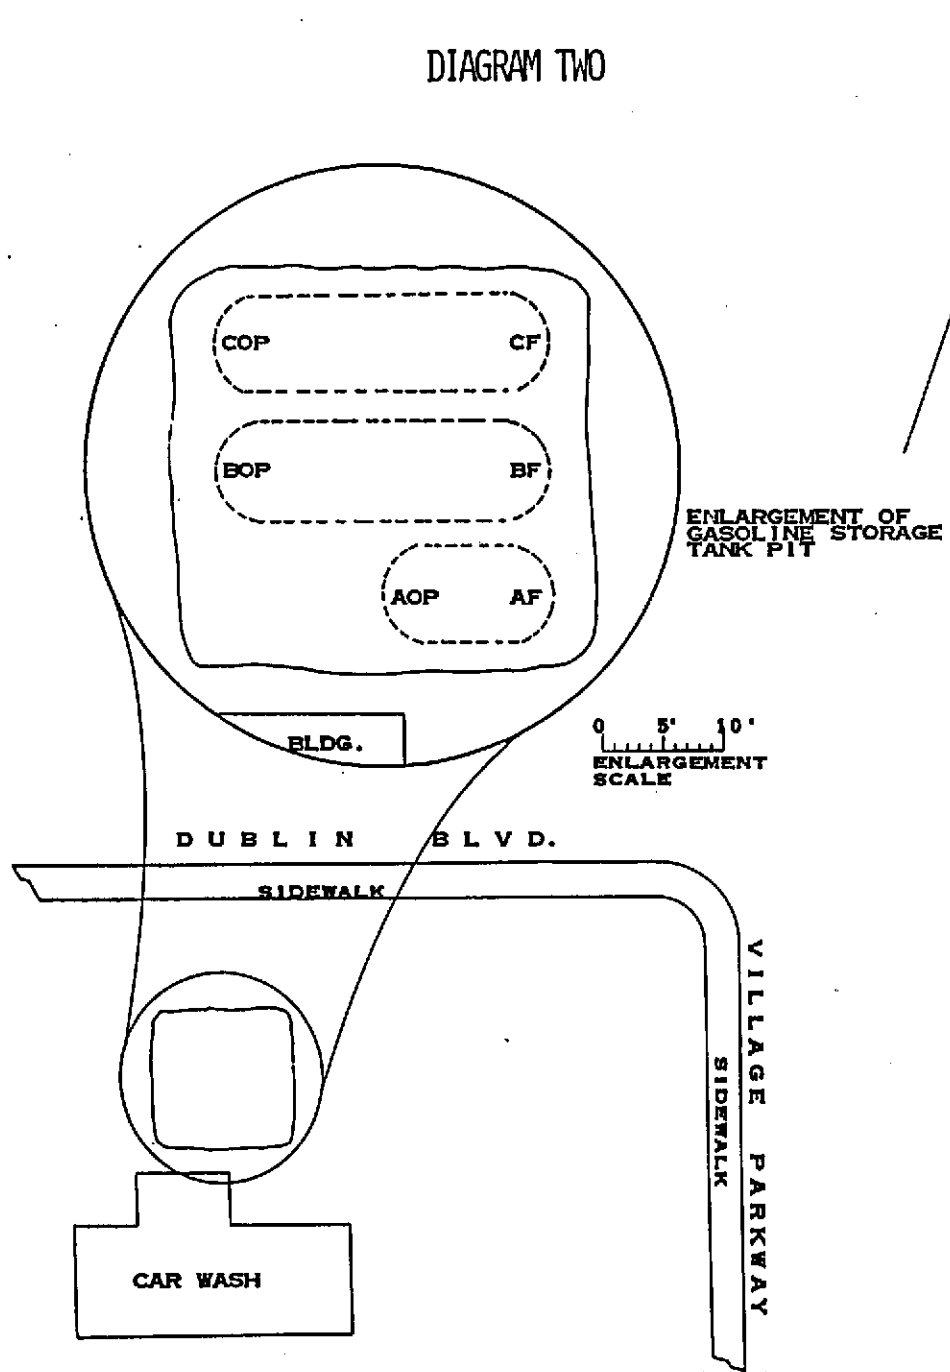 DIAGRAM TWO
COP CF
BOP BF
ENLARGEMENT OF
GASOLINE STORAGE
TANK PIT
AOP AF
BLDG.
0 5' 10'
ENLARGEMENT
SCALE
DUBLIN BLVD.
SIDEWALK
VILLAGE PARKWAY
SIDEWALK
CAR WASH